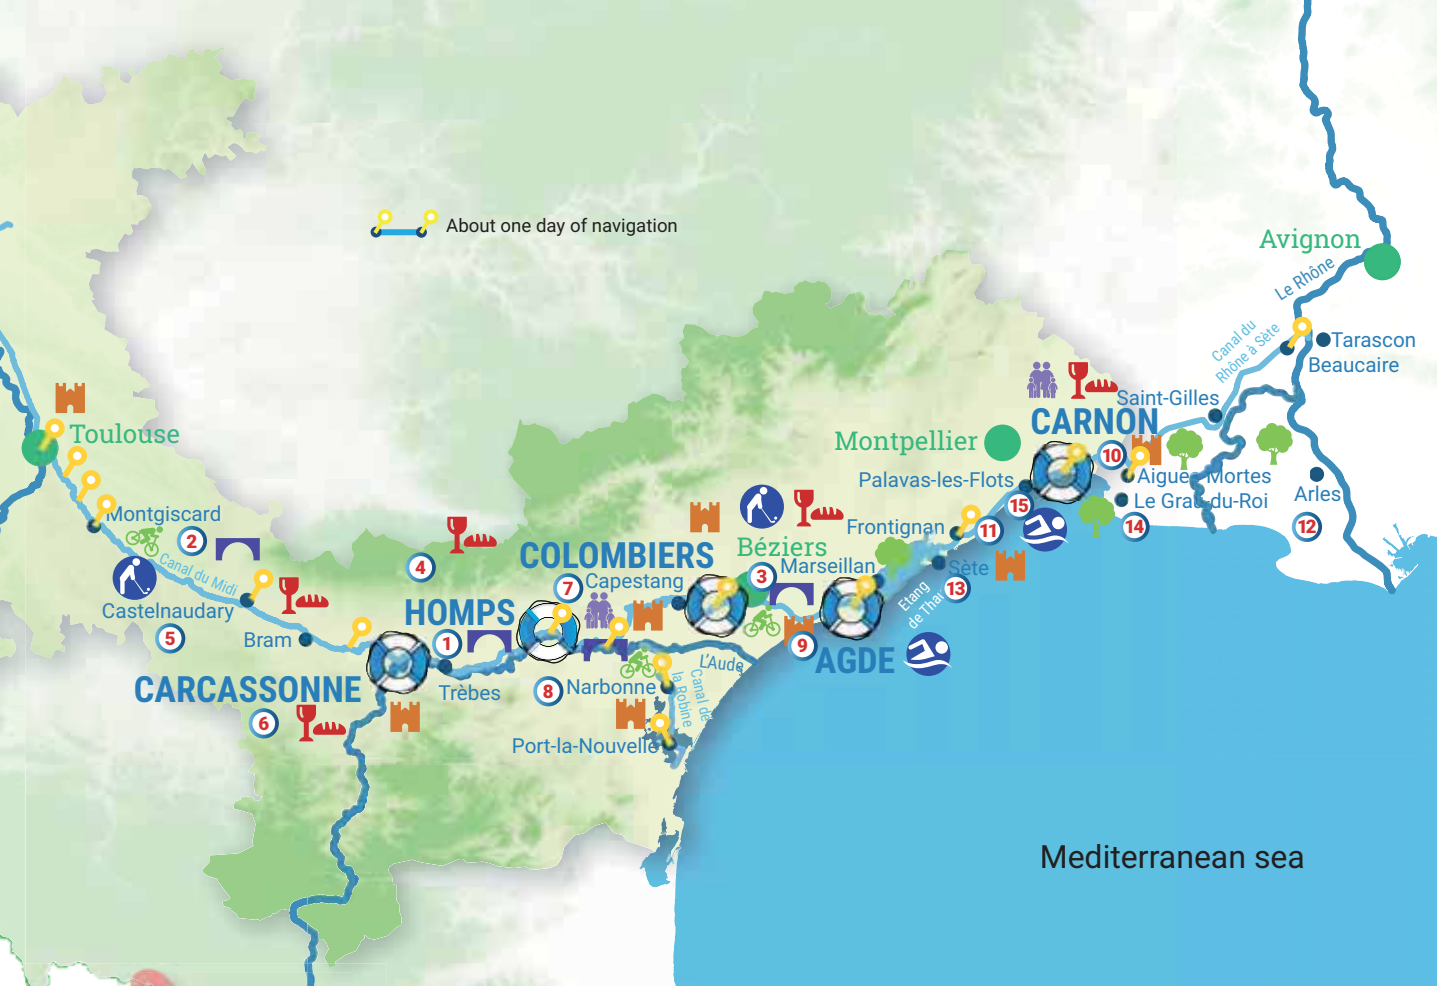 About one day of navigation
Avignon
Le Rhône
Canal du
Rhône à Sète
Tarascon
Beaucaire
Saint-Gilles
CARNON
Toulouse
Montpellier
10
Palavas-les-Flots
Aigues Mortes
Arles
Le Grau-du-Roi
15
Montgiscard
Frontignan
11
14
12
2
COLOMBIERS
Béziers
Canal du Midi
4
Marseillan
Sète
7
Capestang
3
13
Castelnaudary
HOMPS
Etang
de Thau
5
Bram
1
9
AGDE
L'Aude
CARCASSONNE
Trèbes
8
Narbonne
Canal de
la Robine
6
Port-la-Nouvelle
Mediterranean sea